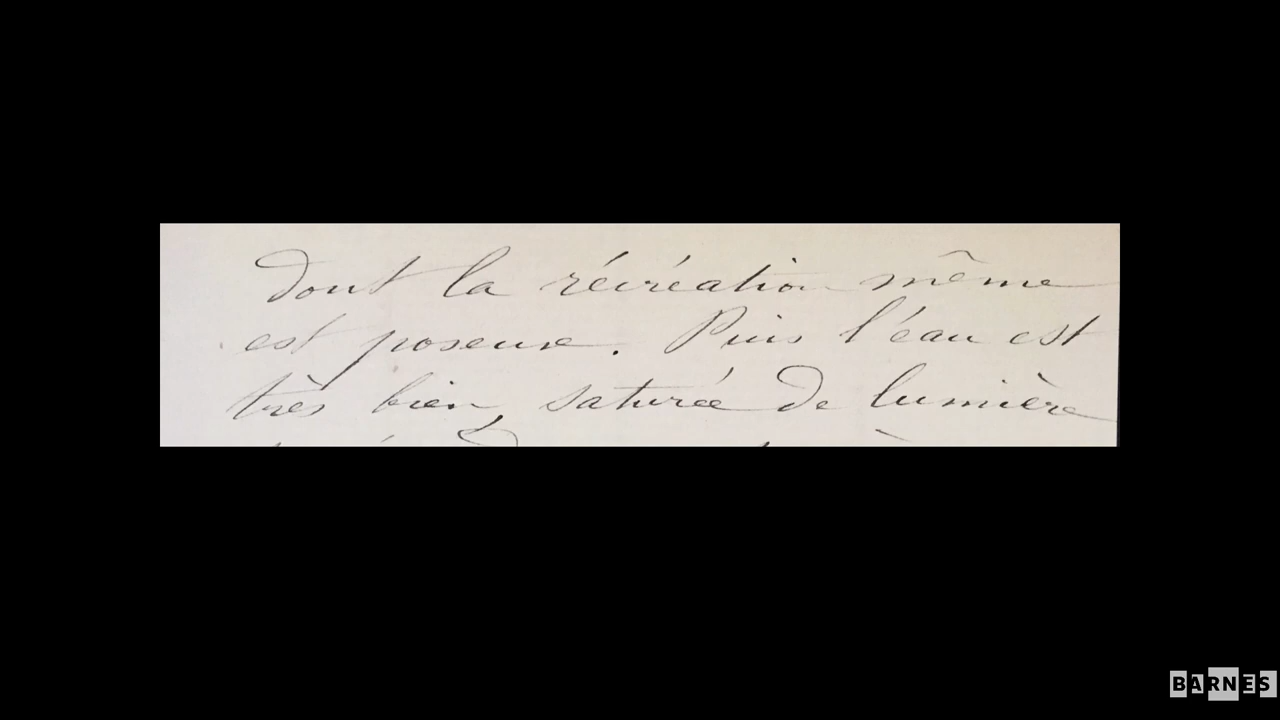 dont la récréation même
est poseuse. Puis l'eau est
très bien saturée de lumière
BARNES